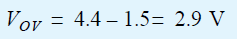 V_OV = 4.4 – 1.5= 2.9 V